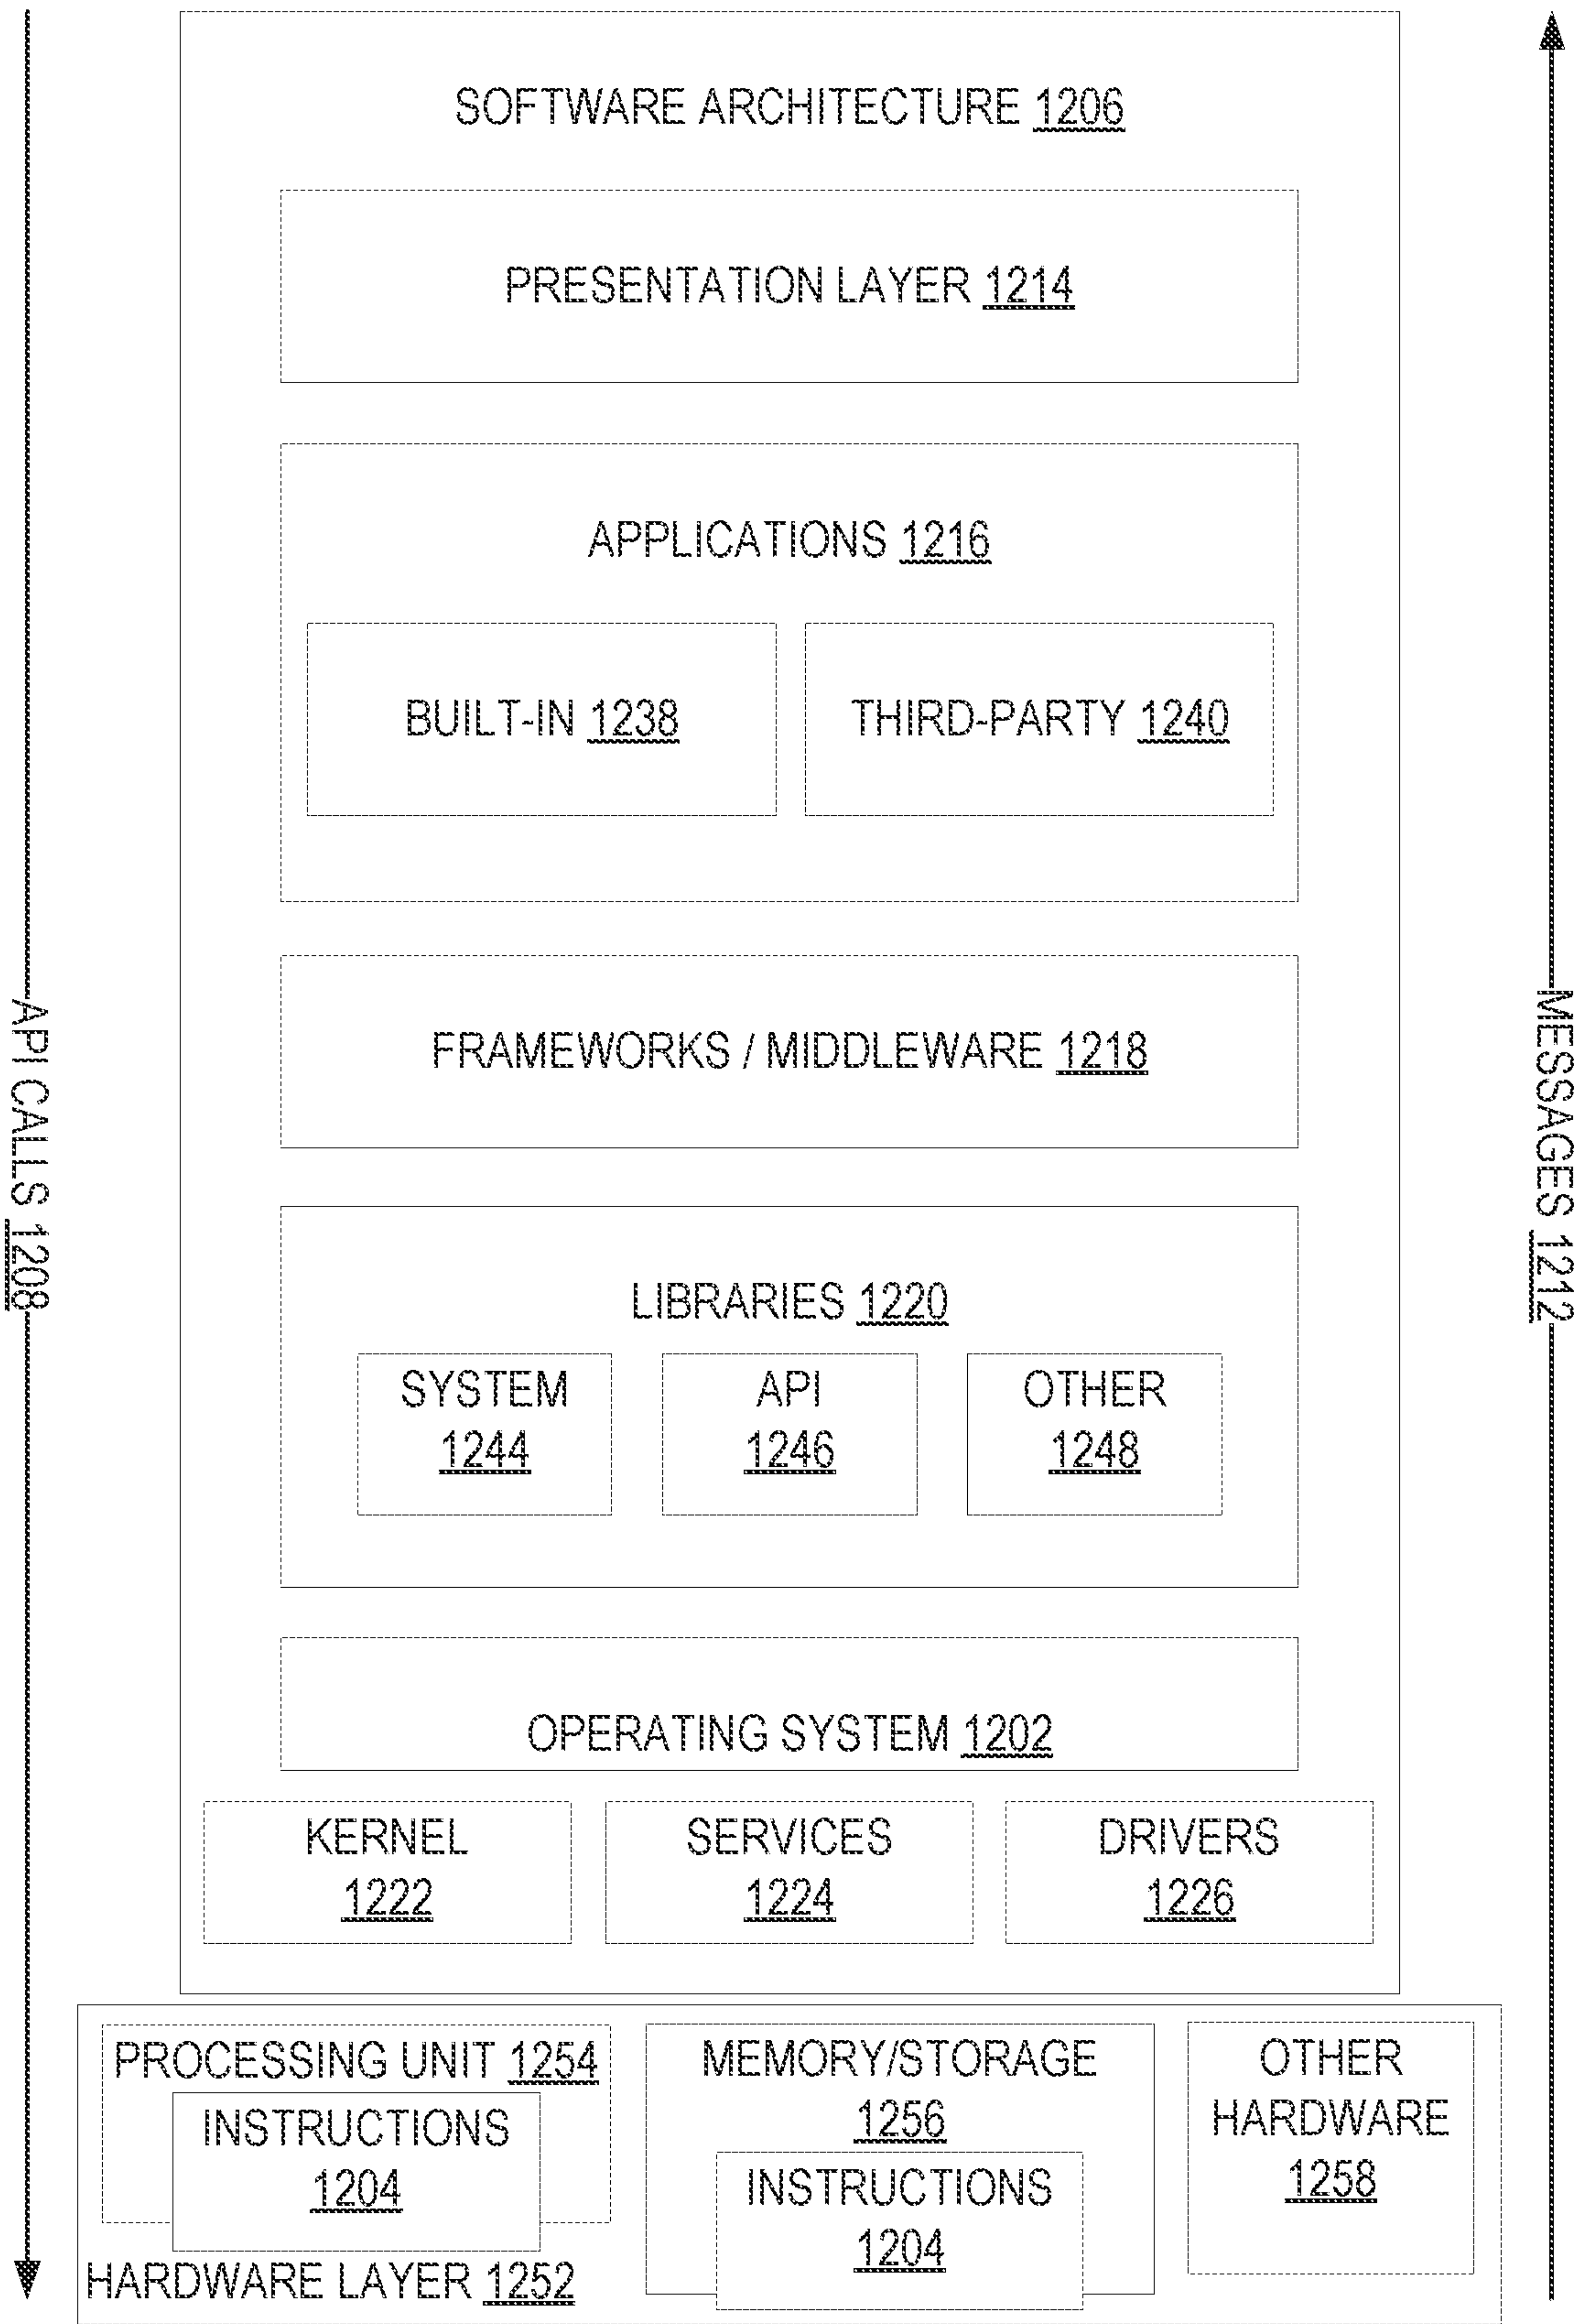 SOFTWARE ARCHITECTURE 1206
PRESENTATION LAYER 1214
APPLICATIONS 1216
BUILT-IN 1238
THIRD-PARTY 1240
FRAMEWORKS / MIDDLEWARE 1218
API CALLS 1208
MESSAGES 1212
LIBRARIES 1220
SYSTEM
1244
API
1246
OTHER
1248
OPERATING SYSTEM 1202
KERNEL
1222
SERVICES
1224
DRIVERS
1226
PROCESSING UNIT 1254
INSTRUCTIONS
1204
MEMORY/STORAGE
1256
INSTRUCTIONS
1204
OTHER
HARDWARE
1258
HARDWARE LAYER 1252